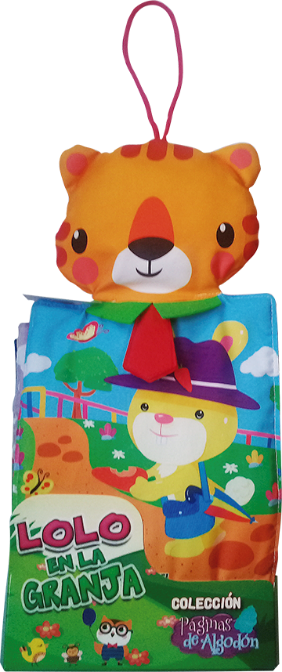 LOLO
EN LA
GRANJA
COLECCIÓN
Páginas
de Algodón